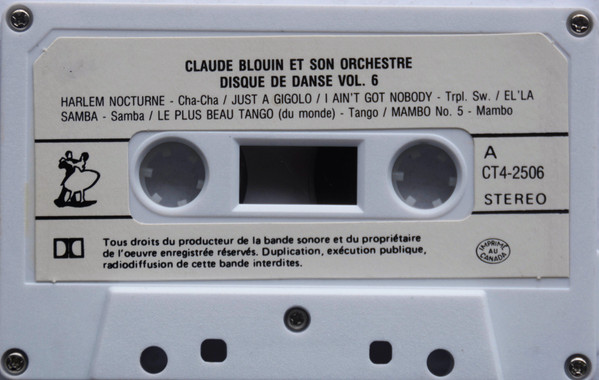 CLAUDE BLOUIN ET SON ORCHESTRE
DISQUE DE DANSE VOL. 6
HARLEM NOCTURNE - Cha-Cha / JUST A GIGOLO / I AIN'T GOT NOBODY - Trpl. Sw. / EL'LA
SAMBA - Samba / LE PLUS BEAU TANGO (du monde) - Tango / MAMBO No. 5 - Mambo
A
CT4-2506
STEREO
Tous droits du producteur de la bande sonore et du propriétaire
de l'oeuvre enregistrée réservés. Duplication, exécution publique,
radiodiffusion de cette bande interdites.
IMPRIMÉ
AU
CANADA